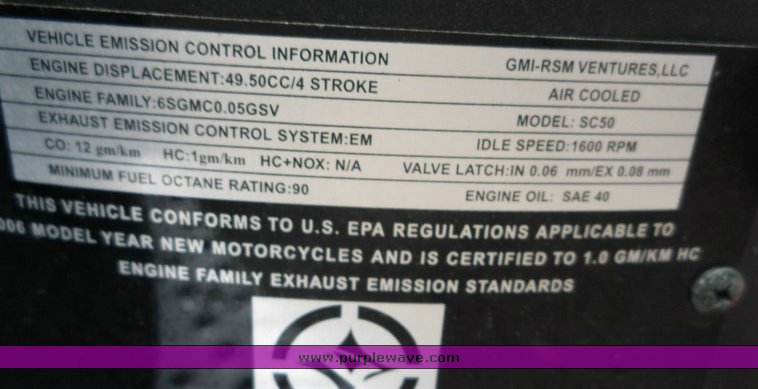 VEHICLE EMISSION CONTROL INFORMATION GMI-RSM VENTURES,LLC
ENGINE DISPLACEMENT:49.50CC/4 STROKE AIR COOLED
ENGINE FAMILY:6SGMC0.05GSV MODEL: SC50
EXHAUST EMISSION CONTROL SYSTEM:EM IDLE SPEED:1600 RPM
CO: 12 gm/km HC:1gm/km HC+NOX: N/A VALVE LATCH:IN 0.06 mm/EX 0.08 mm
MINIMUM FUEL OCTANE RATING:90 ENGINE OIL: SAE 40
THIS VEHICLE CONFORMS TO U.S. EPA REGULATIONS APPLICABLE TO
006 MODEL YEAR NEW MOTORCYCLES AND IS CERTIFIED TO 1.0 GM/KM HC
ENGINE FAMILY EXHAUST EMISSION STANDARDS
www.purplewave.com